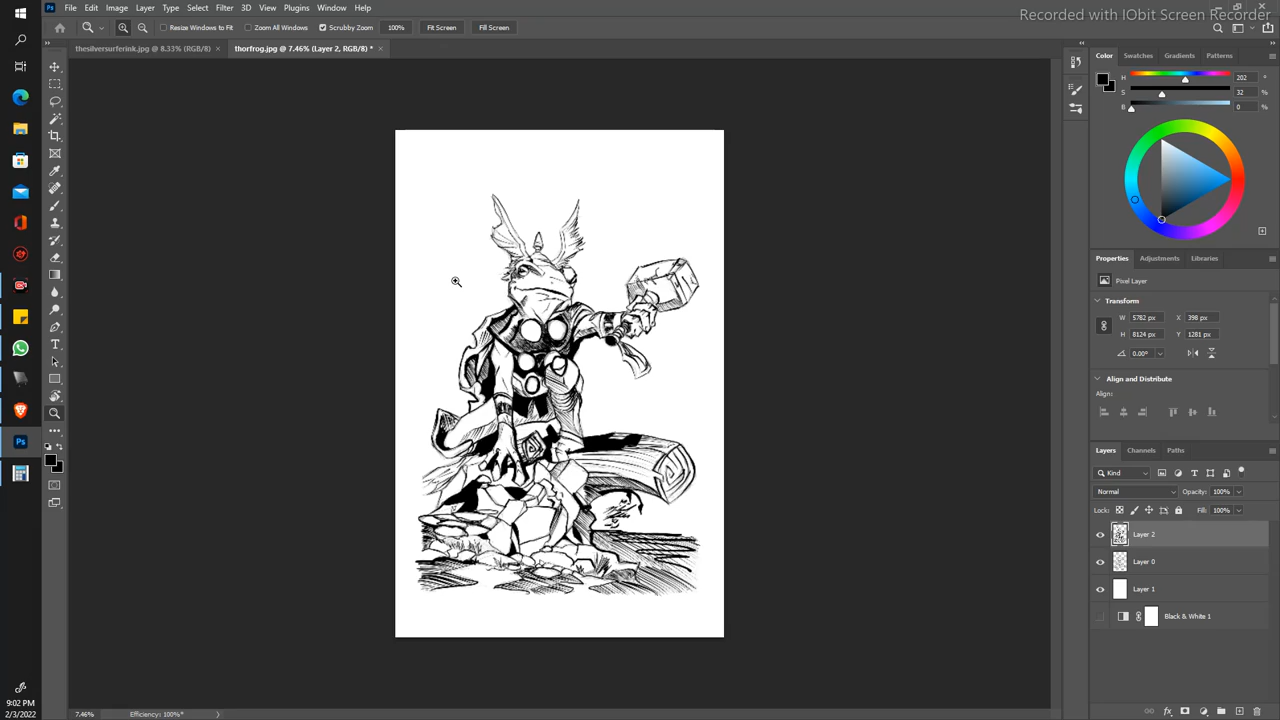 File Edit Image Layer Type Select Filter 3D View Plugins Window Help
Recorded with IObit Screen Recorder
Resize Windows to Fit Zoom All Windows Scrubby Zoom 100% Fit Screen Fill Screen
thesilversurferink.jpg @ 8.33% (RGB/8) × thorfrog.jpg @ 7.46% (Layer 2, RGB/8) * ×
Color Swatches Gradients Patterns
H 202 °
S 32 %
B 0 %
Properties Adjustments Libraries
Pixel Layer
Transform
W 5782 px X 398 px
H 8124 px Y 1281 px
0.00°
Align and Distribute
Align:
Layers Channels Paths
Kind
Normal Opacity: 100%
Lock: Fill: 100%
Layer 2
Layer 0
Layer 1
Black & White 1
Ps
T
9:02 PM
2/3/2022
7.46% Efficiency: 100%*